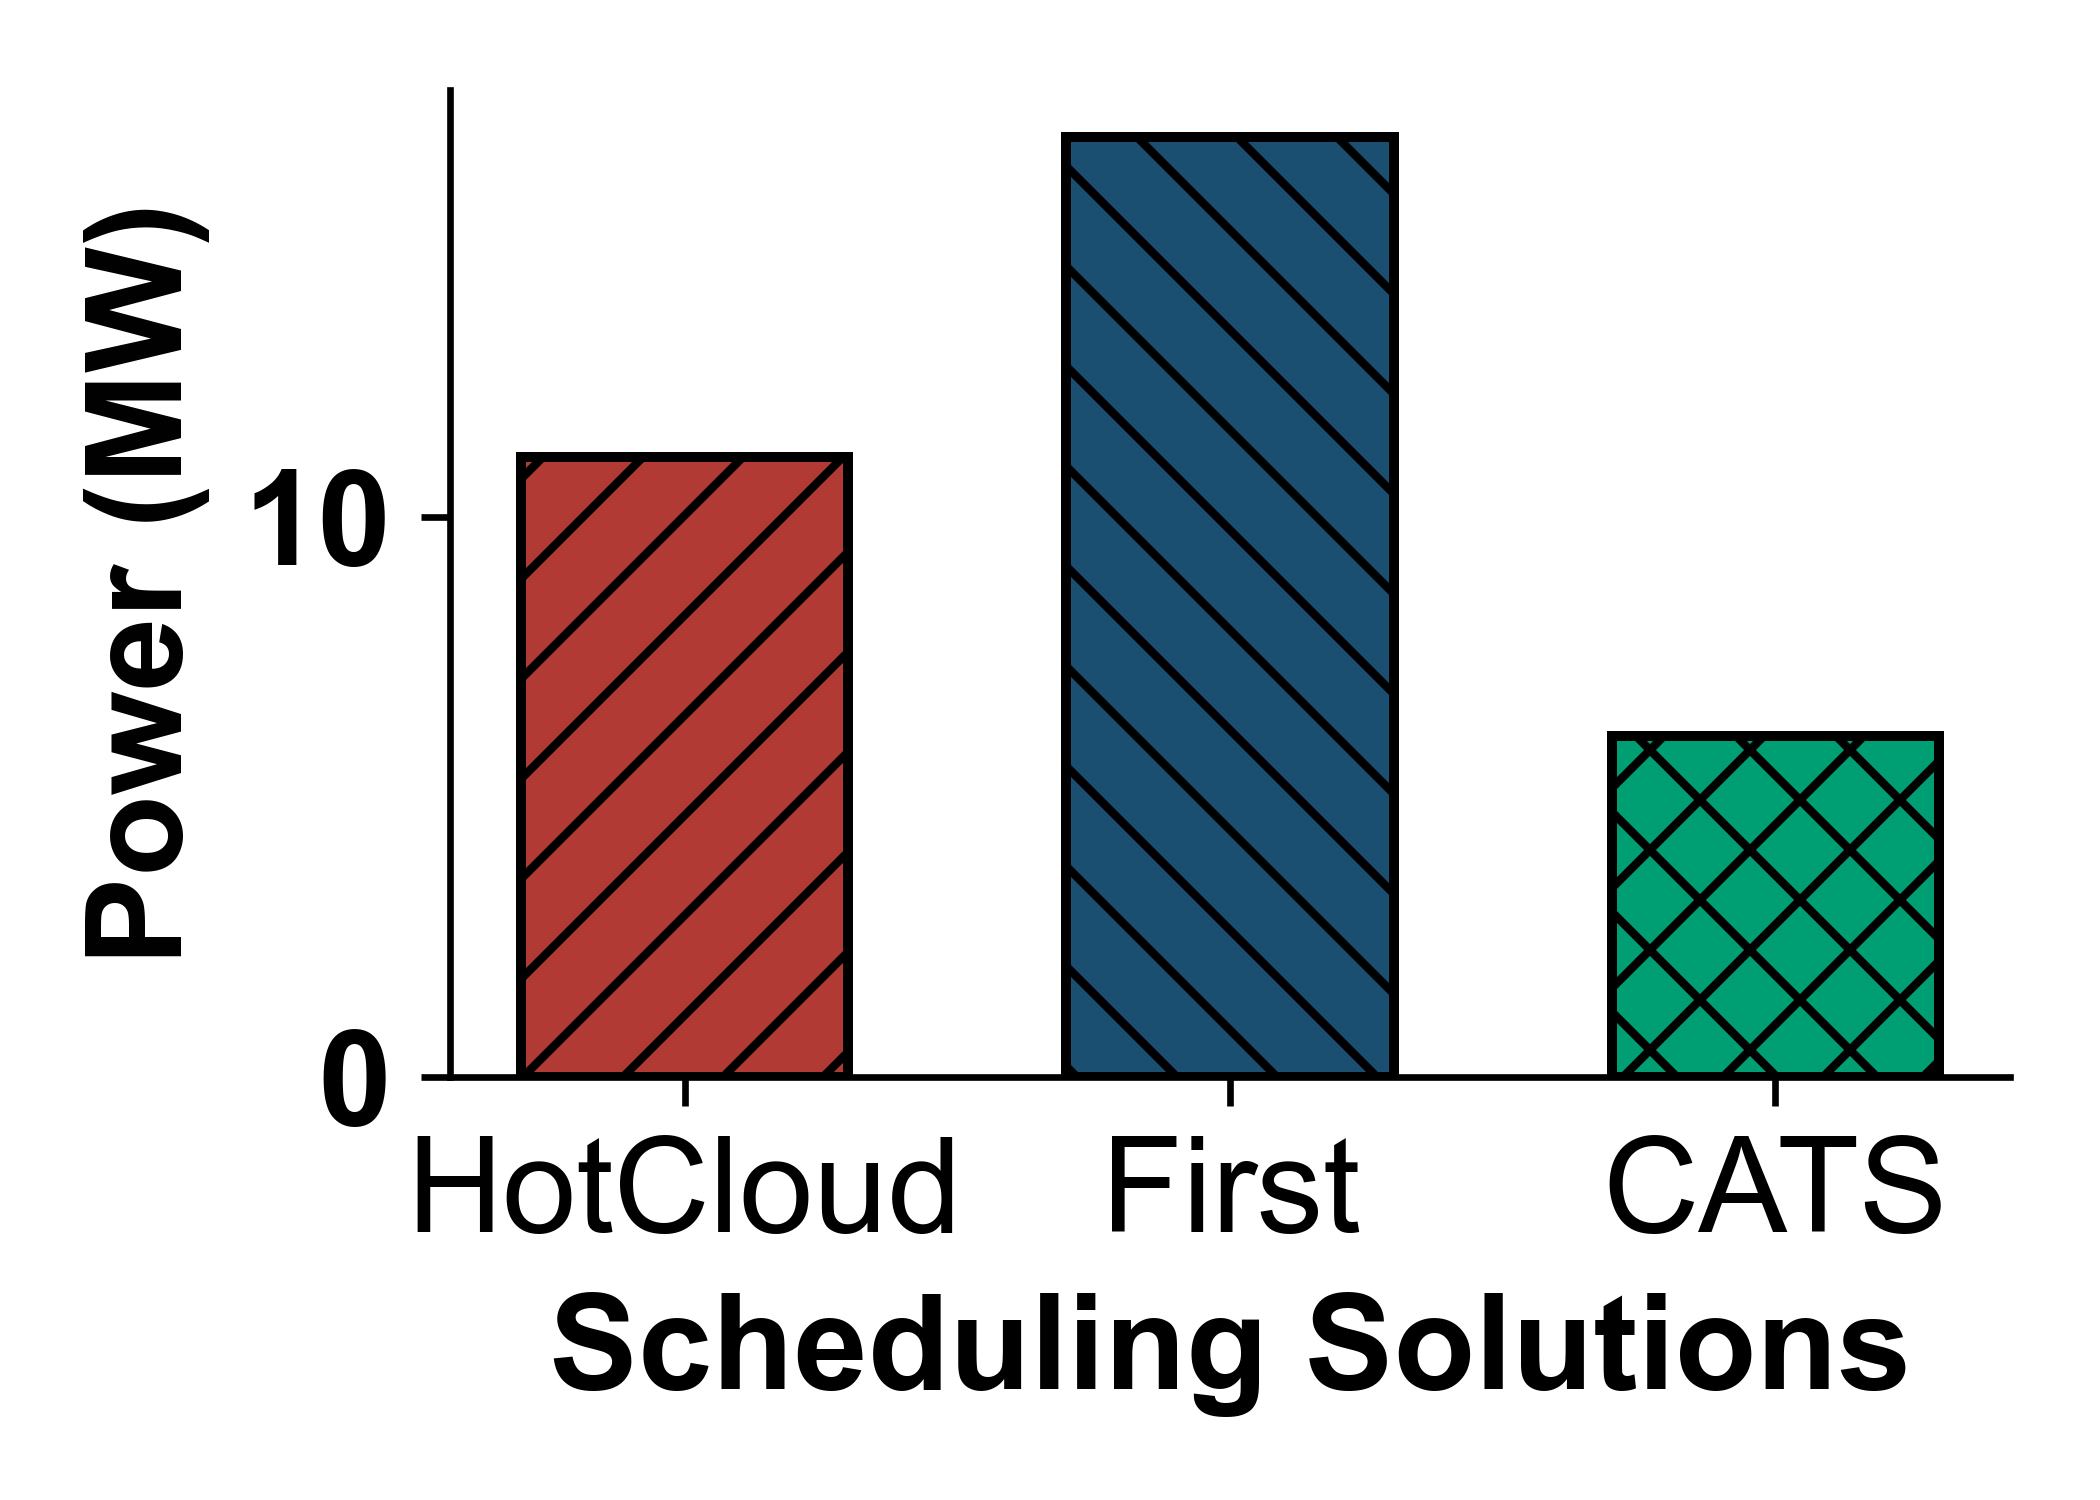 Power (MW)
10
0
HotCloud First CATS
Scheduling Solutions